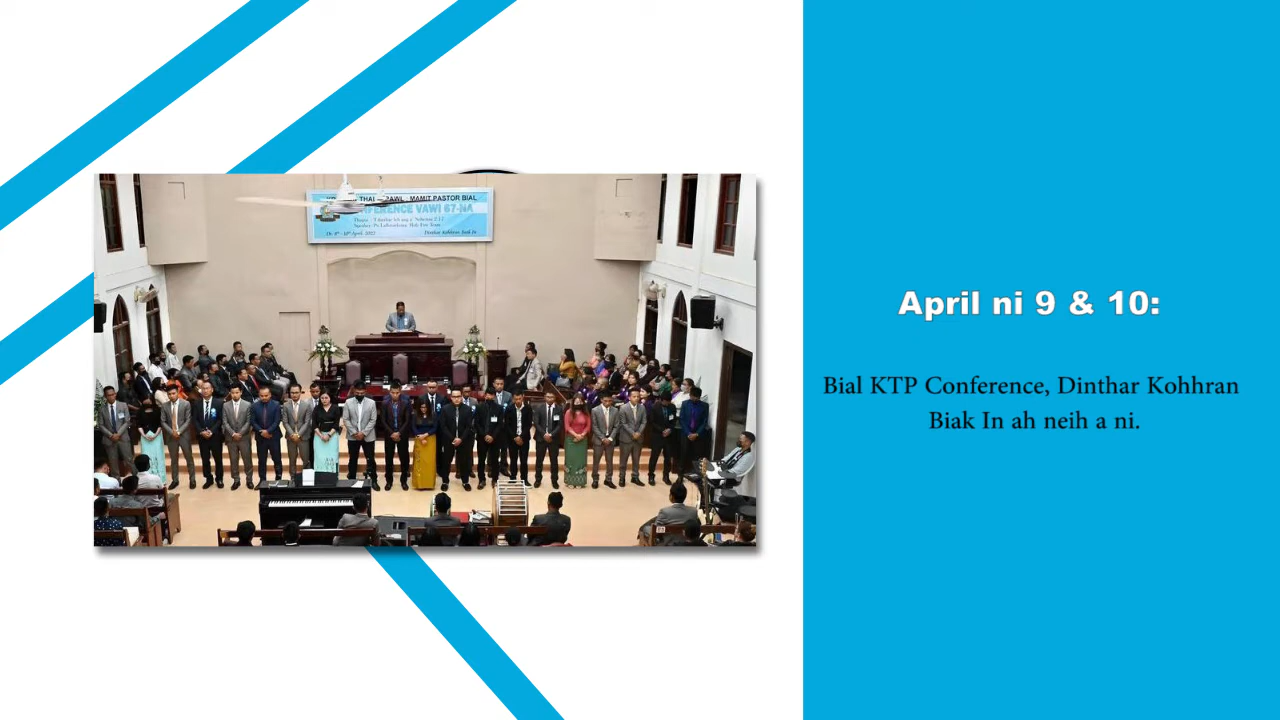 THAL PAWL : MAMIT PASTOR BIAL
CONFERENCE VAWI 67-NA
April ni 9 & 10:
Bial KTP Conference, Dinthar Kohhran
Biak In ah neih a ni.